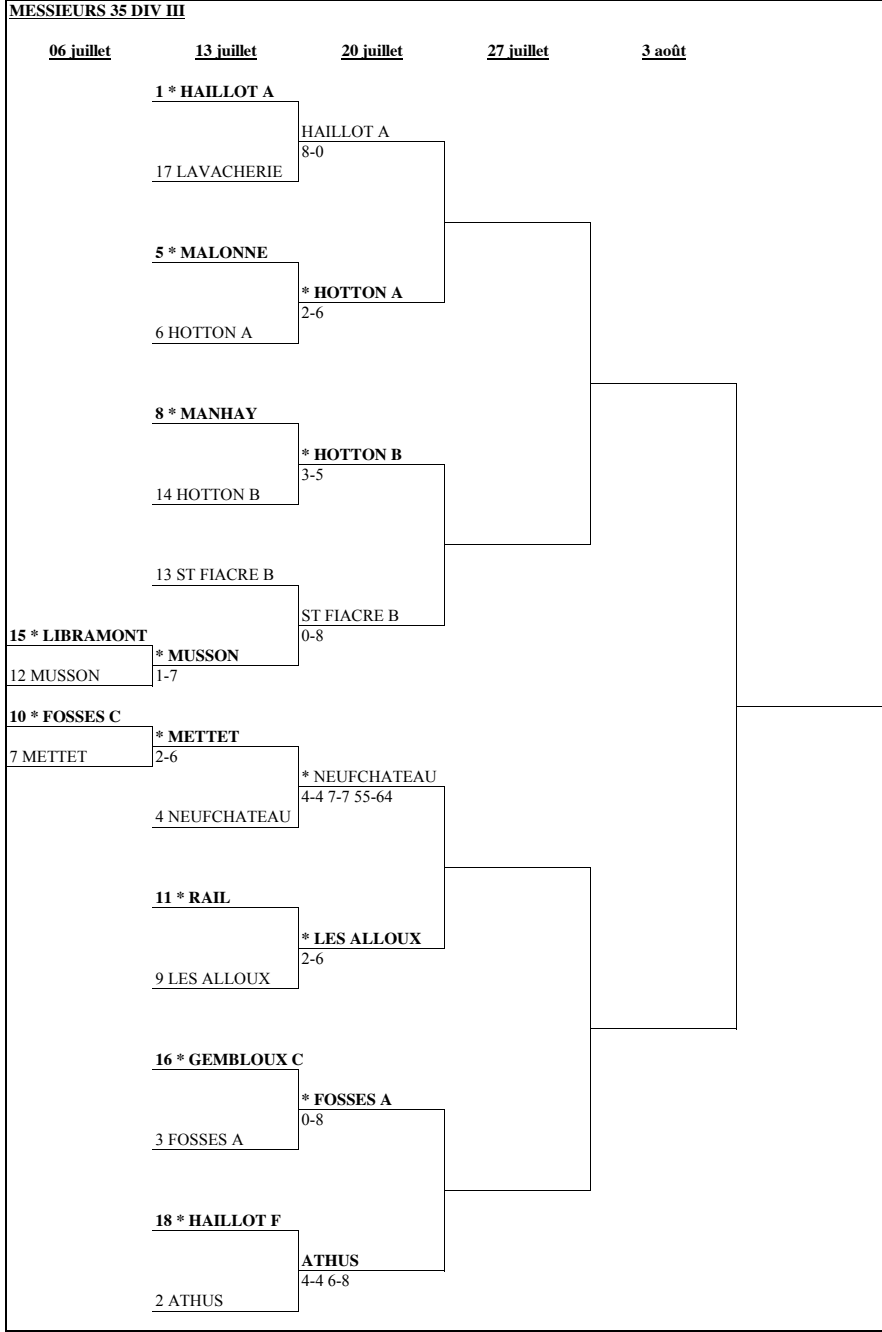 MESSIEURS 35 DIV III
06 juillet 13 juillet 20 juillet 27 juillet 3 août
1 * HAILLOT A
HAILLOT A
8-0
17 LAVACHERIE
5 * MALONNE
* HOTTON A
2-6
6 HOTTON A
8 * MANHAY
* HOTTON B
3-5
14 HOTTON B
13 ST FIACRE B
ST FIACRE B
15 * LIBRAMONT 0-8
* MUSSON
12 MUSSON 1-7
10 * FOSSES C
* METTET
7 METTET 2-6
* NEUFCHATEAU
4-4 7-7 55-64
4 NEUFCHATEAU
11 * RAIL
* LES ALLOUX
2-6
9 LES ALLOUX
16 * GEMBLOUX C
* FOSSES A
0-8
3 FOSSES A
18 * HAILLOT F
ATHUS
4-4 6-8
2 ATHUS